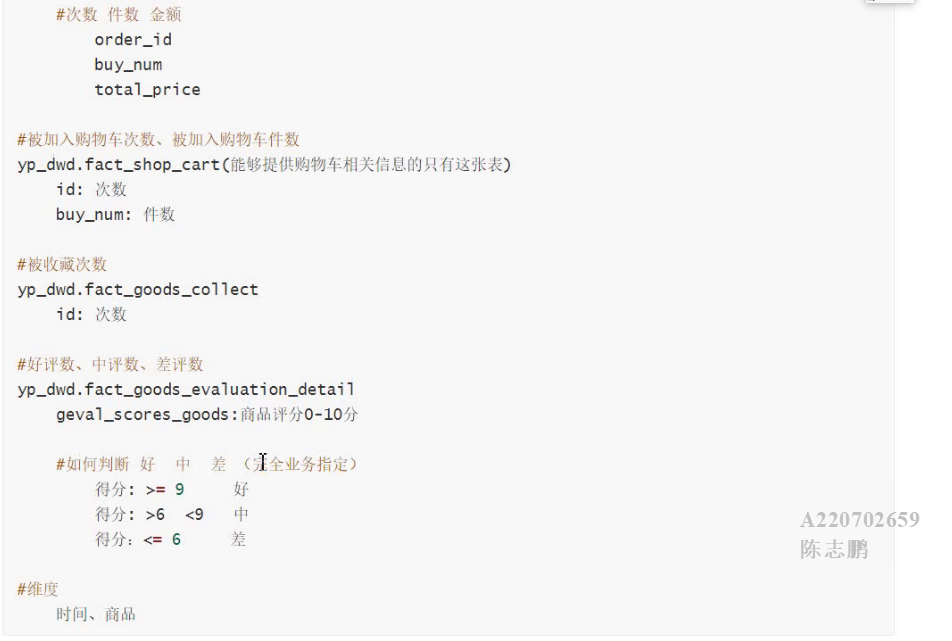 #次数 件数 金额
order_id
buy_num
total_price
#被加入购物车次数、被加入购物车件数
yp_dwd.fact_shop_cart(能够提供购物车相关信息的只有这张表)
id: 次数
buy_num: 件数
#被收藏次数
yp_dwd.fact_goods_collect
id: 次数
#好评数、中评数、差评数
yp_dwd.fact_goods_evaluation_detail
geval_scores_goods:商品评分0-10分
#如何判断 好 中 差 （完全业务指定）
得分: >= 9 好
得分: >6 <9 中
得分: <= 6 差
A220702659
陈志鹏
#维度
时间、商品